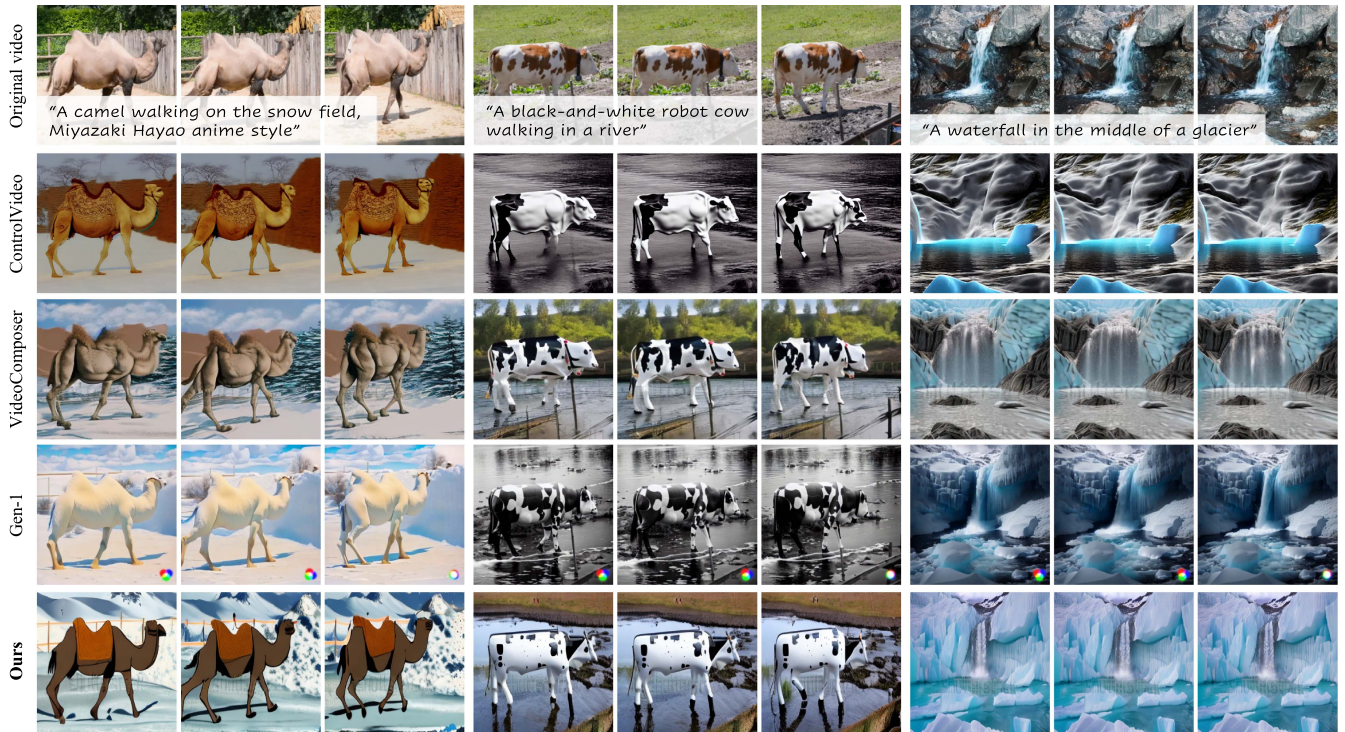 Original video
“A camel walking on the snow field,
Miyazaki Hayao anime style”
“A black-and-white robot cow
walking in a river”
“A waterfall in the middle of a glacier”
ControlVideo
VideoComposer
Gen-1
Ours